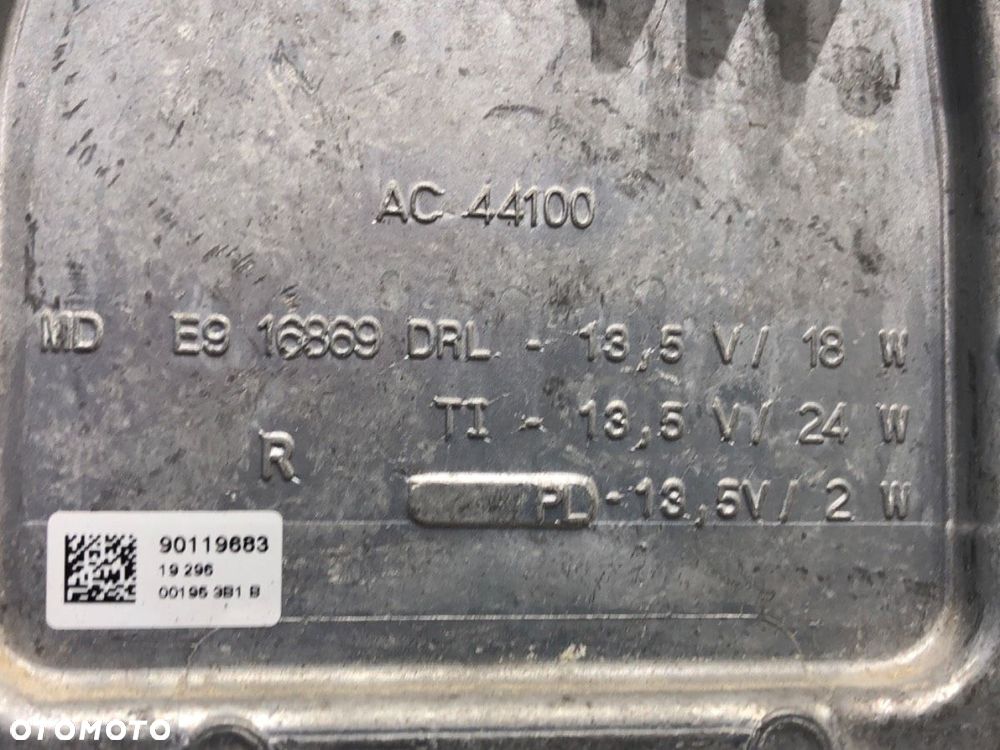 AC 44100
MD E9 16869 DRL - 13,5 V/ 18 W
TI - 13,5 V/ 24 W
R
PL-13,5V/ 2 W
90119683
19 296
00195 3B1 B
OTOMOTO